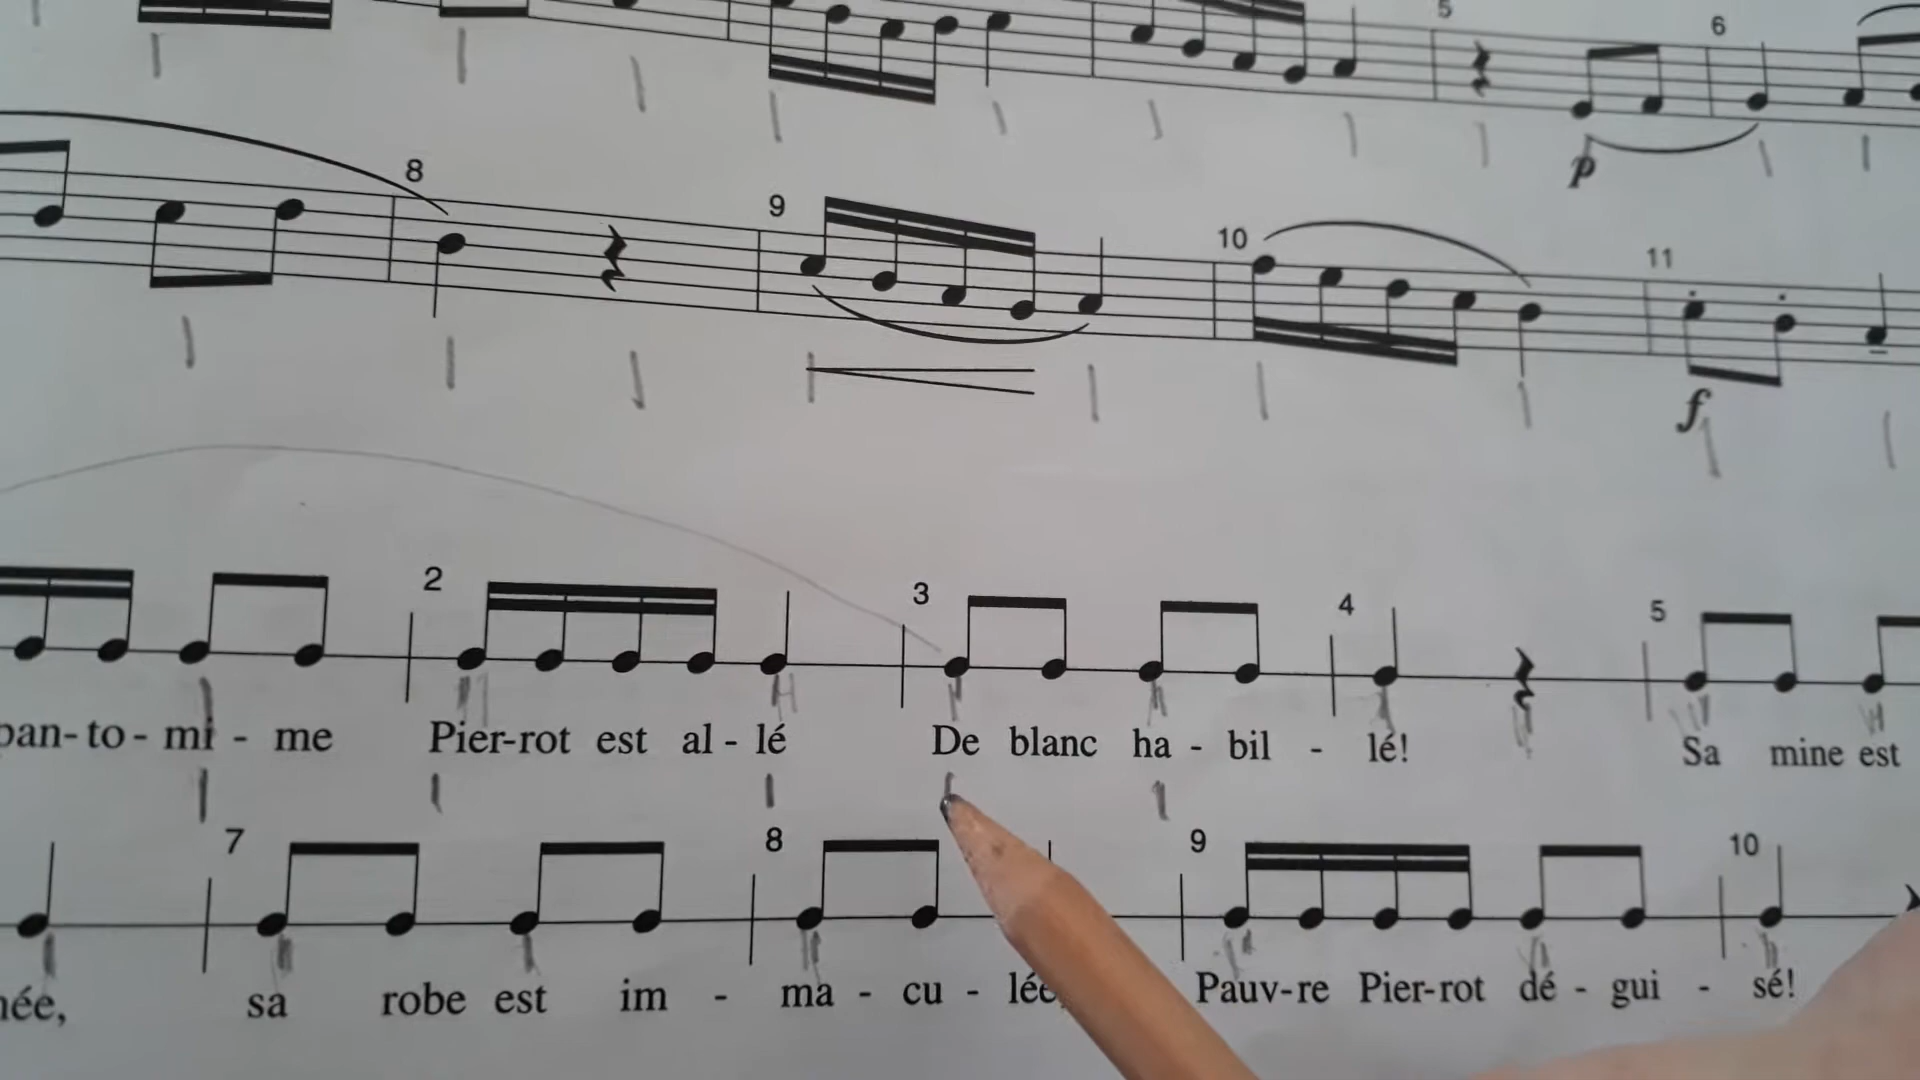 5 6
p
8 9 10 11
f
2 3 4 5
pan-to - mi - me Pier-rot est al - lé De blanc ha - bil - lé! Sa mine est
7 8 9 10
née, sa robe est im - ma - cu - lée, Pauv-re Pier-rot dé - gui - sé!